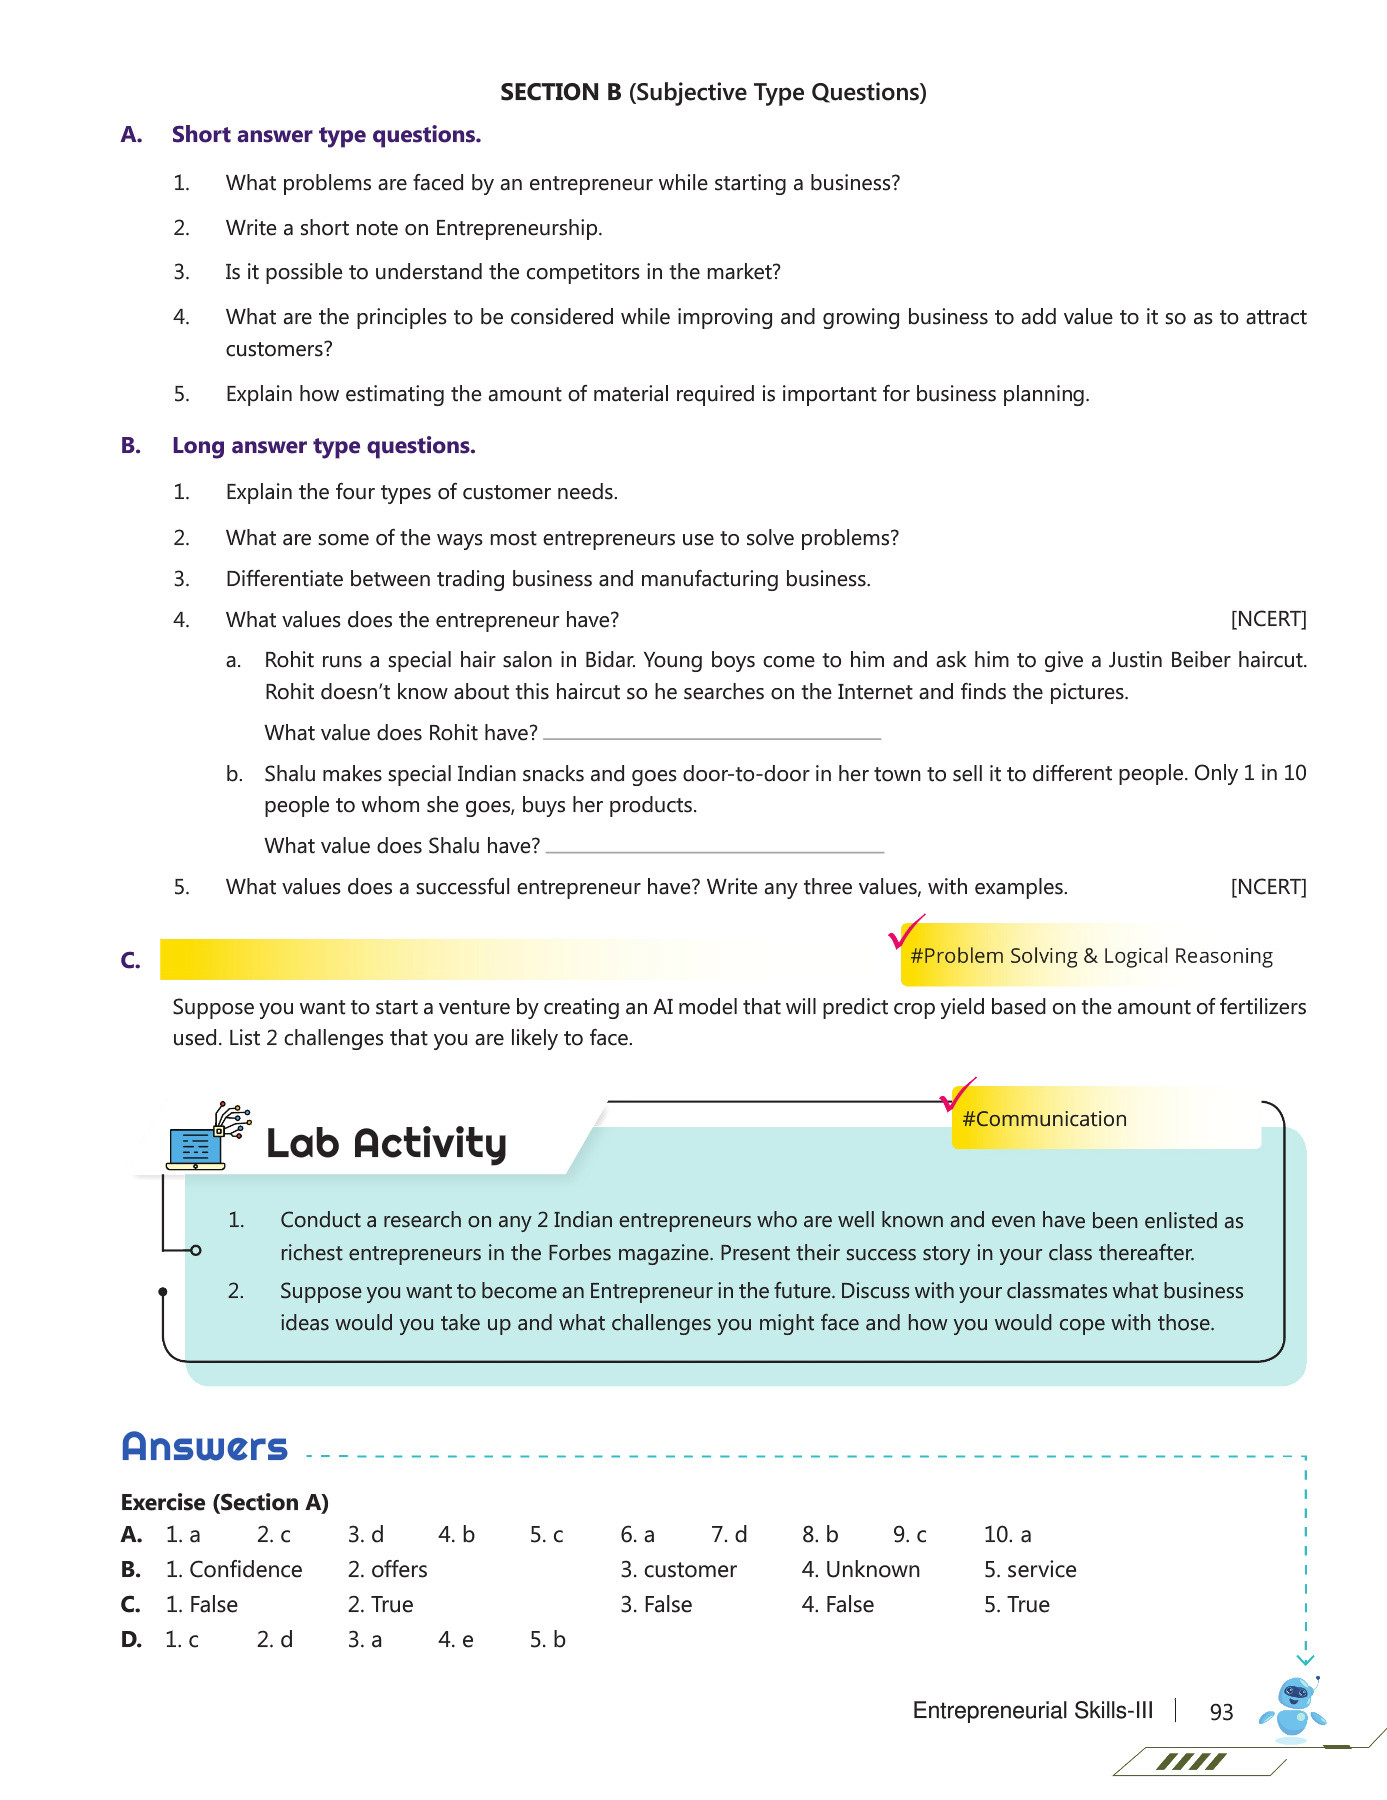 SECTION B (Subjective Type Questions)
A. Short answer type questions.
1. What problems are faced by an entrepreneur while starting a business?
2. Write a short note on Entrepreneurship.
3. Is it possible to understand the competitors in the market?
4. What are the principles to be considered while improving and growing business to add value to it so as to attract
customers?
5. Explain how estimating the amount of material required is important for business planning.
B. Long answer type questions.
1. Explain the four types of customer needs.
2. What are some of the ways most entrepreneurs use to solve problems?
3. Differentiate between trading business and manufacturing business.
4. What values does the entrepreneur have? [NCERT]
a. Rohit runs a special hair salon in Bidar. Young boys come to him and ask him to give a Justin Beiber haircut.
Rohit doesn’t know about this haircut so he searches on the Internet and finds the pictures.
What value does Rohit have?
b. Shalu makes special Indian snacks and goes door-to-door in her town to sell it to different people. Only 1 in 10
people to whom she goes, buys her products.
What value does Shalu have?
5. What values does a successful entrepreneur have? Write any three values, with examples. [NCERT]
C. #Problem Solving & Logical Reasoning
Suppose you want to start a venture by creating an AI model that will predict crop yield based on the amount of fertilizers
used. List 2 challenges that you are likely to face.
Lab Activity
#Communication
1. Conduct a research on any 2 Indian entrepreneurs who are well known and even have been enlisted as
richest entrepreneurs in the Forbes magazine. Present their success story in your class thereafter.
2. Suppose you want to become an Entrepreneur in the future. Discuss with your classmates what business
ideas would you take up and what challenges you might face and how you would cope with those.
Answers
Exercise (Section A)
A. 1. a 2. c 3. d 4. b 5. c 6. a 7. d 8. b 9. c 10. a
B. 1. Confidence 2. offers 3. customer 4. Unknown 5. service
C. 1. False 2. True 3. False 4. False 5. True
D. 1. c 2. d 3. a 4. e 5. b
Entrepreneurial Skills-III 93